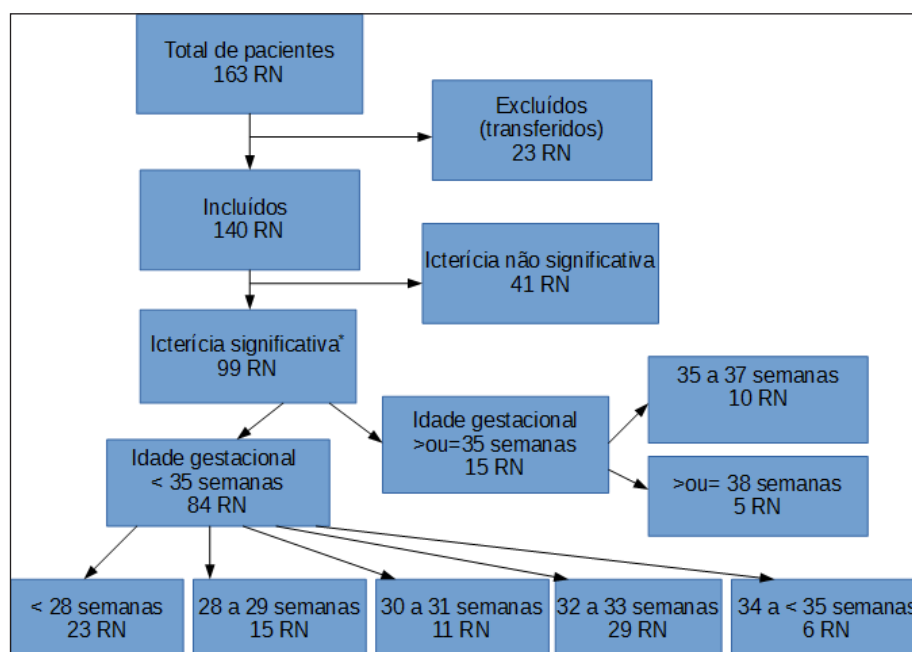 Total de pacientes
163 RN
Excluídos
(transferidos)
23 RN
Incluídos
140 RN
Icterícia não significativa
41 RN
Icterícia significativa*
99 RN
35 a 37 semanas
10 RN
Idade gestacional
>ou=35 semanas
15 RN
Idade gestacional
< 35 semanas
84 RN
>ou= 38 semanas
5 RN
< 28 semanas
23 RN
28 a 29 semanas
15 RN
30 a 31 semanas
11 RN
32 a 33 semanas
29 RN
34 a < 35 semanas
6 RN